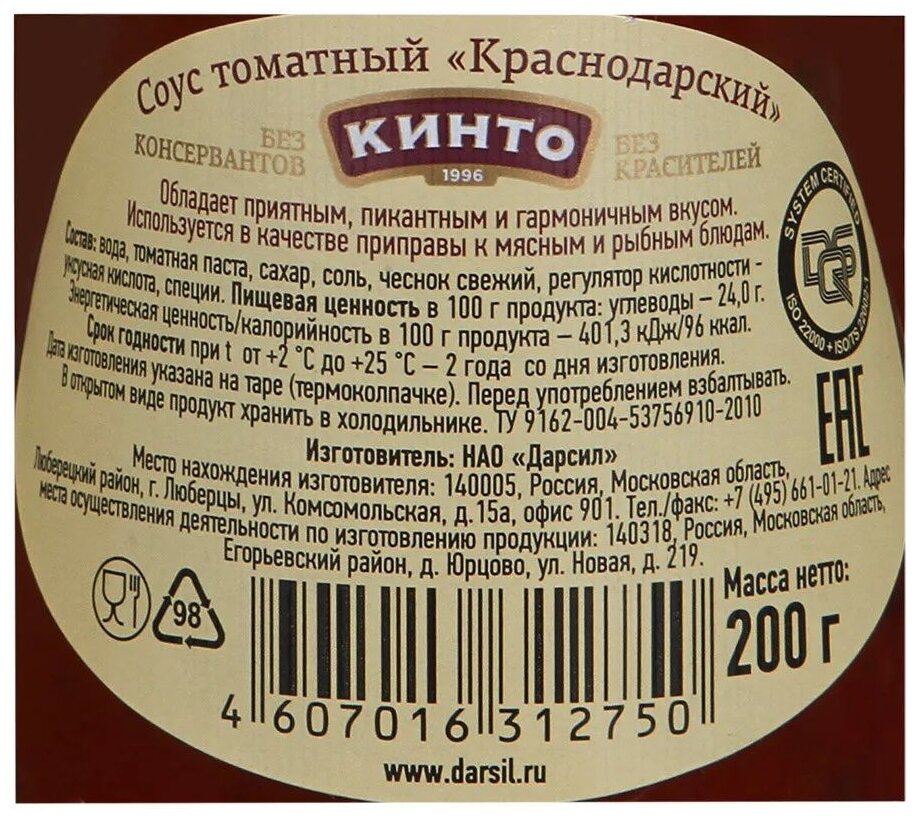 Соус томатный «Краснодарский»
БЕЗ КОНСЕРВАНТОВ
КИНТО
1996
БЕЗ КРАСИТЕЛЕЙ
Обладает приятным, пикантным и гармоничным вкусом.
Используется в качестве приправы к мясным и рыбным блюдам.
Состав: вода, томатная паста, сахар, соль, чеснок свежий, регулятор кислотности -
уксусная кислота, специи. Пищевая ценность в 100 г продукта: углеводы – 24,0 г.
Энергетическая ценность/калорийность в 100 г продукта – 401,3 кДж/96 ккал.
Срок годности при t от +2 °C до +25 °C – 2 года со дня изготовления.
Дата изготовления указана на таре (термоколпачке). Перед употреблением взбалтывать.
В открытом виде продукт хранить в холодильнике. ТУ 9162-004-53756910-2010
SYSTEM CERTIFIED
DQS
ISO 22000 + ISO/TS 22002-1
EAC
Изготовитель: НАО «Дарсил»
Место нахождения изготовителя: 140005, Россия, Московская область,
Люберецкий район, г. Люберцы, ул. Комсомольская, д.15а, офис 901. Тел./факс: +7 (495) 661-01-21. Адрес
места осуществления деятельности по изготовлению продукции: 140318, Россия, Московская область,
Егорьевский район, д. Юрцово, ул. Новая, д. 219.
98
Масса нетто:
200 г
4 607016 312750
www.darsil.ru